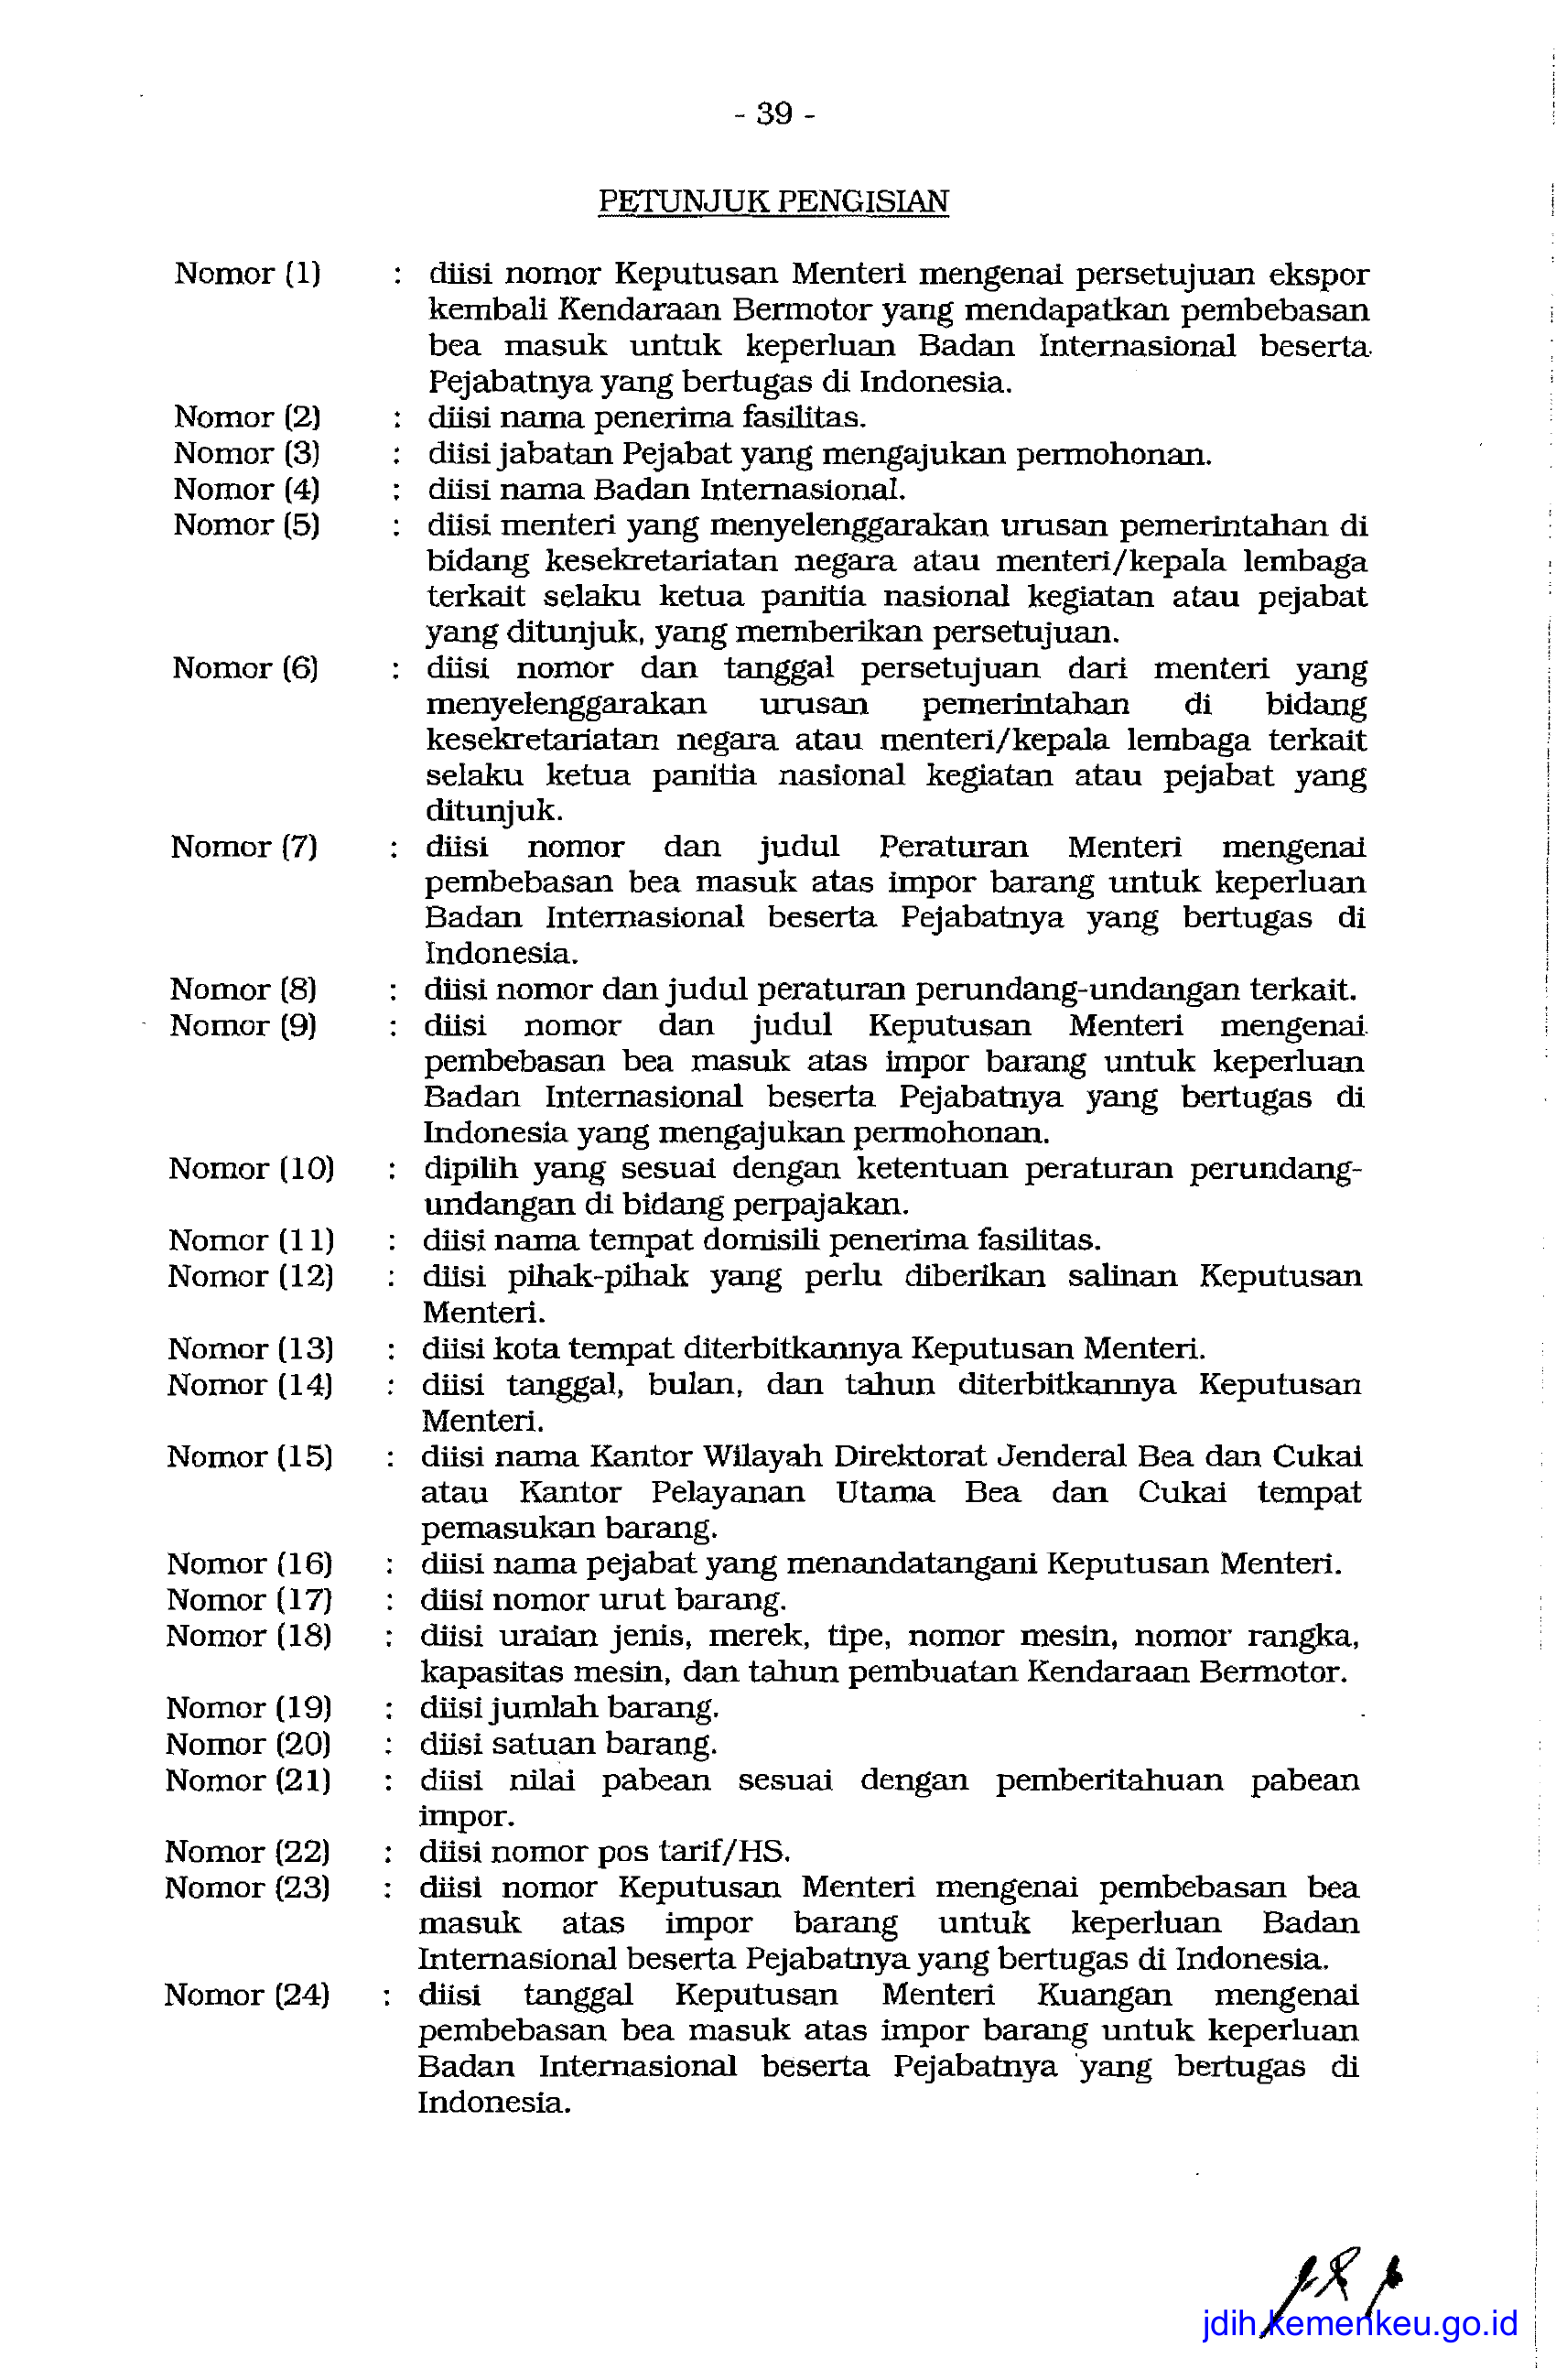 - 39 -
PETUNJUK PENGISIAN
Nomor (1) : diisi nomor Keputusan Menteri mengenai persetujuan ekspor
kembali Kendaraan Bermotor yang mendapatkan pembebasan
bea masuk untuk keperluan Badan Internasional beserta
Pejabatnya yang bertugas di Indonesia.
Nomor (2) : diisi nama penerima fasilitas.
Nomor (3) : diisi jabatan Pejabat yang mengajukan permohonan.
Nomor (4) : diisi nama Badan Internasional.
Nomor (5) : diisi menteri yang menyelenggarakan urusan pemerintahan di
bidang kesekretariatan negara atau menteri/kepala lembaga
terkait selaku ketua panitia nasional kegiatan atau pejabat
yang ditunjuk, yang memberikan persetujuan.
Nomor (6) : diisi nomor dan tanggal persetujuan dari menteri yang
menyelenggarakan urusan pemerintahan di bidang
kesekretariatan negara atau menteri/kepala lembaga terkait
selaku ketua panitia nasional kegiatan atau pejabat yang
ditunjuk.
Nomor (7) : diisi nomor dan judul Peraturan Menteri mengenai
pembebasan bea masuk atas impor barang untuk keperluan
Badan Internasional beserta Pejabatnya yang bertugas di
Indonesia.
Nomor (8) : diisi nomor dan judul peraturan perundang-undangan terkait.
Nomor (9) : diisi nomor dan judul Keputusan Menteri mengenai
pembebasan bea masuk atas impor barang untuk keperluan
Badan Internasional beserta Pejabatnya yang bertugas di
Indonesia yang mengajukan permohonan.
Nomor (10) : dipilih yang sesuai dengan ketentuan peraturan perundang-
undangan di bidang perpajakan.
Nomor (11) : diisi nama tempat domisili penerima fasilitas.
Nomor (12) : diisi pihak-pihak yang perlu diberikan salinan Keputusan
Menteri.
Nomor (13) : diisi kota tempat diterbitkannya Keputusan Menteri.
Nomor (14) : diisi tanggal, bulan, dan tahun diterbitkannya Keputusan
Menteri.
Nomor (15) : diisi nama Kantor Wilayah Direktorat Jenderal Bea dan Cukai
atau Kantor Pelayanan Utama Bea dan Cukai tempat
pemasukan barang.
Nomor (16) : diisi nama pejabat yang menandatangani Keputusan Menteri.
Nomor (17) : diisi nomor urut barang.
Nomor (18) : diisi uraian jenis, merek, tipe, nomor mesin, nomor rangka,
kapasitas mesin, dan tahun pembuatan Kendaraan Bermotor.
Nomor (19) : diisi jumlah barang.
Nomor (20) : diisi satuan barang.
Nomor (21) : diisi nilai pabean sesuai dengan pemberitahuan pabean
impor.
Nomor (22) : diisi nomor pos tarif/HS.
Nomor (23) : diisi nomor Keputusan Menteri mengenai pembebasan bea
masuk atas impor barang untuk keperluan Badan
Internasional beserta Pejabatnya yang bertugas di Indonesia.
Nomor (24) : diisi tanggal Keputusan Menteri Kuangan mengenai
pembebasan bea masuk atas impor barang untuk keperluan
Badan Internasional beserta Pejabatnya yang bertugas di
Indonesia.
jdih.kemenkeu.go.id